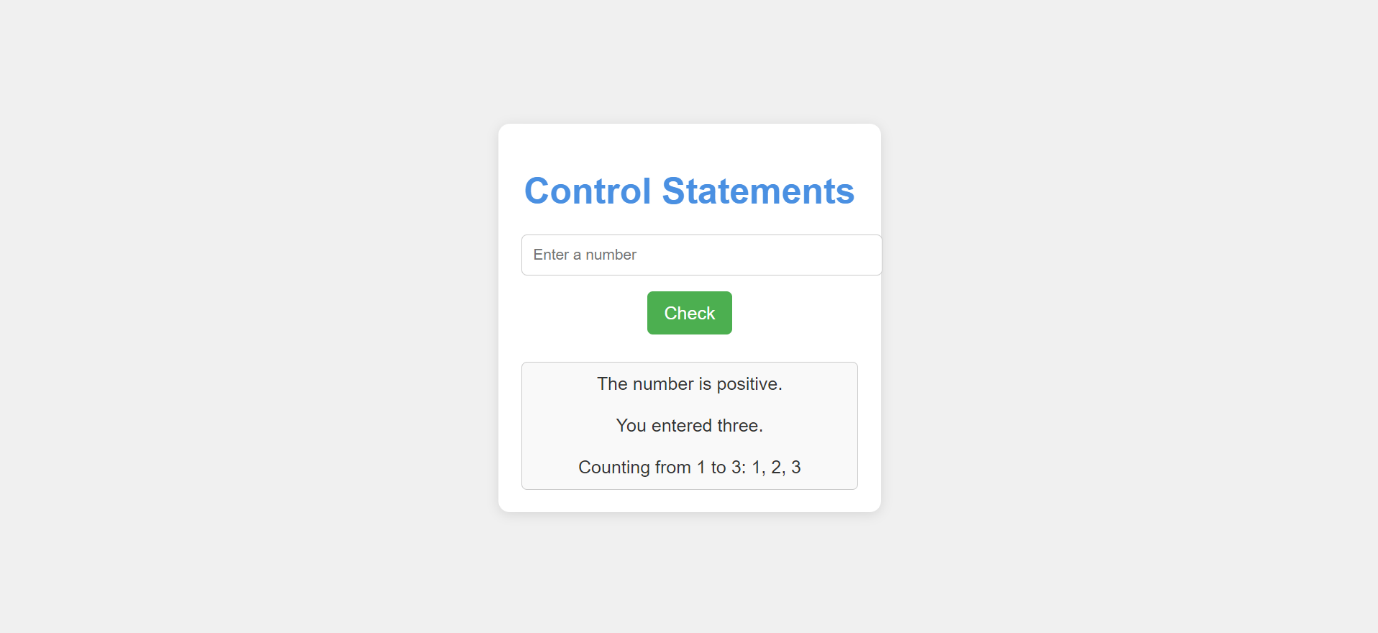 Control Statements
Enter a number
Check
The number is positive.
You entered three.
Counting from 1 to 3: 1, 2, 3